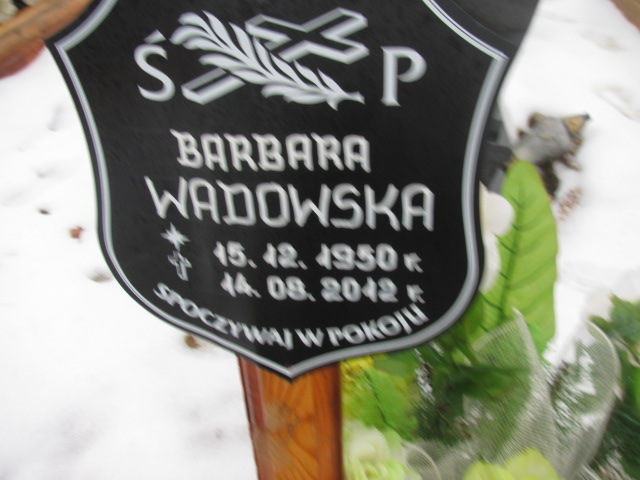 Ś P
BARBARA
WADOWSKA
15. 12. 1950 r.
14. 08. 2012 r.
SPOCZYWAJ W POKOJU